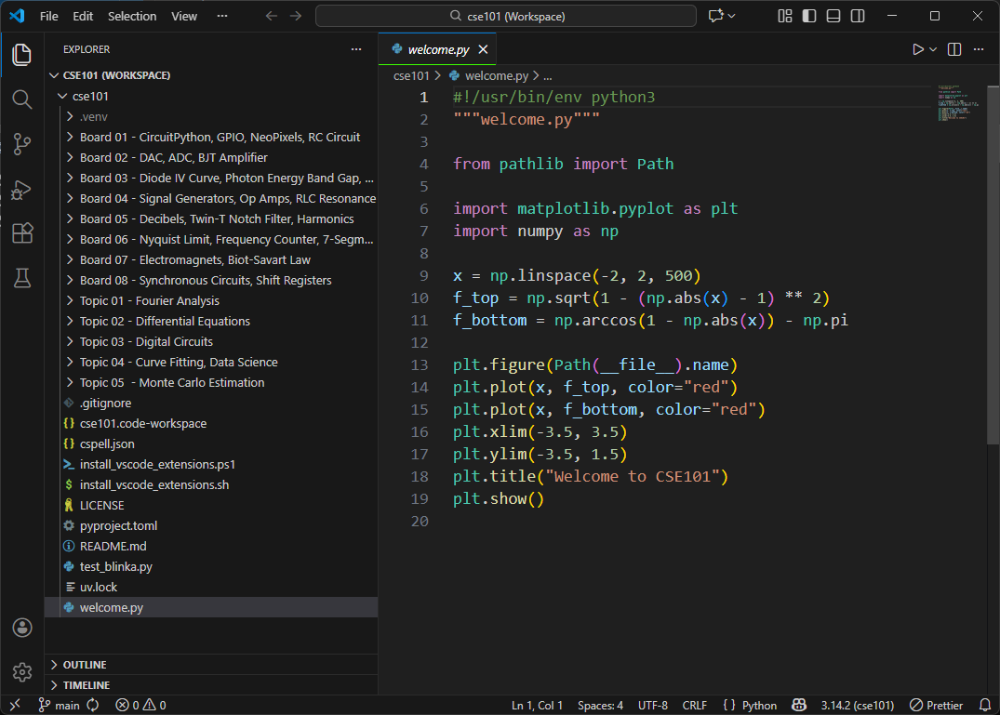 File Edit Selection View ··· cse101 (Workspace)
EXPLORER ···
CSE101 (WORKSPACE)
cse101
.venv
Board 01 - CircuitPython, GPIO, NeoPixels, RC Circuit
Board 02 - DAC, ADC, BJT Amplifier
Board 03 - Diode IV Curve, Photon Energy Band Gap, ...
Board 04 - Signal Generators, Op Amps, RLC Resonance
Board 05 - Decibels, Twin-T Notch Filter, Harmonics
Board 06 - Nyquist Limit, Frequency Counter, 7-Segm...
Board 07 - Electromagnets, Biot-Savart Law
Board 08 - Synchronous Circuits, Shift Registers
Topic 01 - Fourier Analysis
Topic 02 - Differential Equations
Topic 03 - Digital Circuits
Topic 04 - Curve Fitting, Data Science
Topic 05  - Monte Carlo Estimation
.gitignore
cse101.code-workspace
cspell.json
install_vscode_extensions.ps1
install_vscode_extensions.sh
LICENSE
pyproject.toml
README.md
test_blinka.py
uv.lock
welcome.py
OUTLINE
TIMELINE
welcome.py
cse101 > welcome.py > ...
1 #!/usr/bin/env python3
2 """welcome.py"""
3
4 from pathlib import Path
5
6 import matplotlib.pyplot as plt
7 import numpy as np
8
9 x = np.linspace(-2, 2, 500)
10 f_top = np.sqrt(1 - (np.abs(x) - 1) ** 2)
11 f_bottom = np.arccos(1 - np.abs(x)) - np.pi
12
13 plt.figure(Path(__file__).name)
14 plt.plot(x, f_top, color="red")
15 plt.plot(x, f_bottom, color="red")
16 plt.xlim(-3.5, 3.5)
17 plt.ylim(-3.5, 1.5)
18 plt.title("Welcome to CSE101")
19 plt.show()
20
main 0 0 Ln 1, Col 1 Spaces: 4 UTF-8 CRLF { } Python 3.14.2 (cse101) Prettier